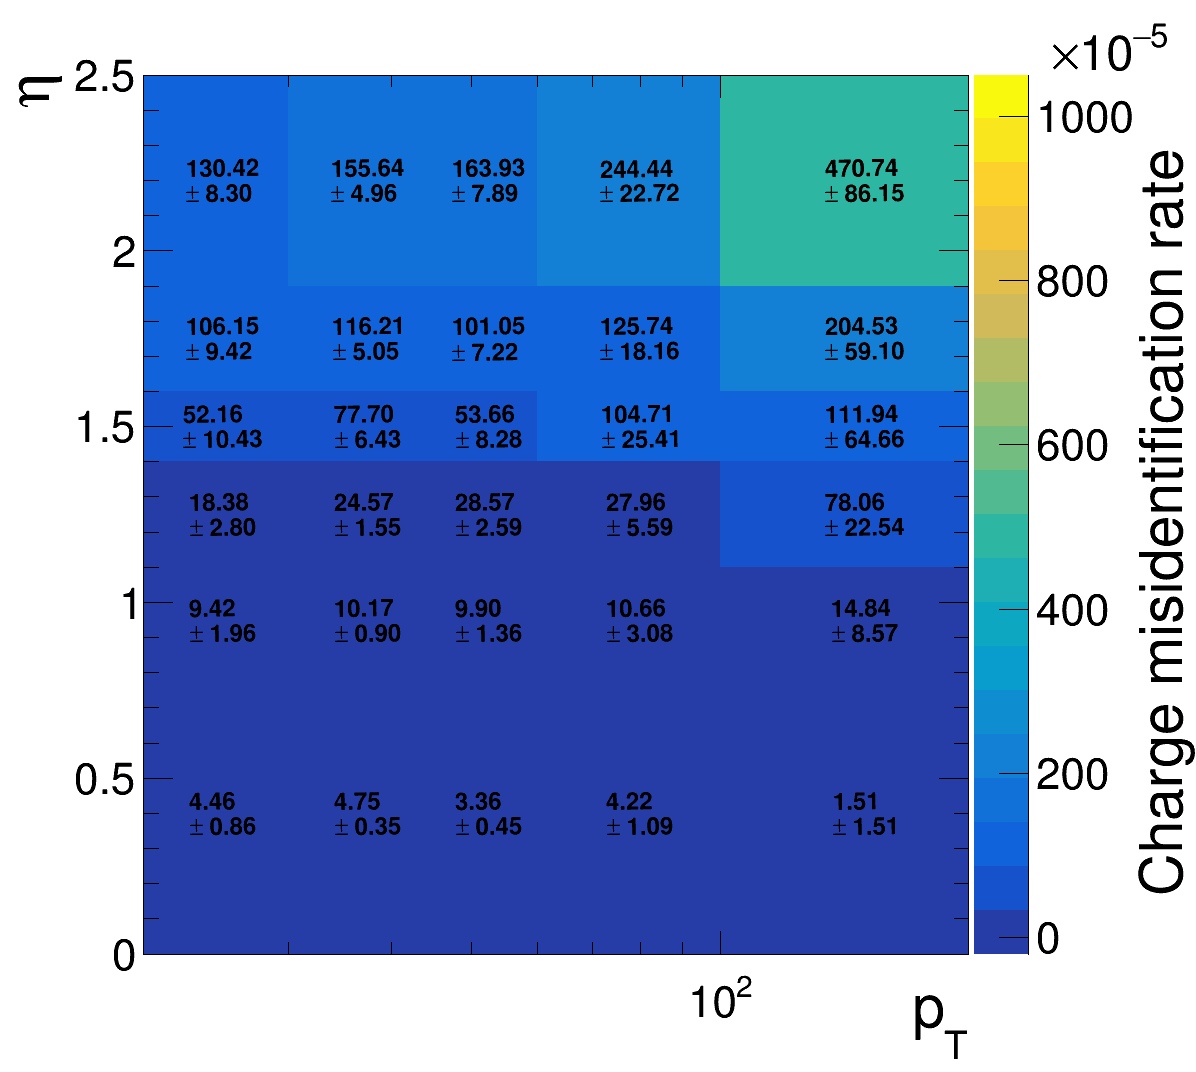 ×10−5
η
2.5
2
1.5
1
0.5
0
130.42 155.64 163.93 244.44 470.74
± 8.30 ± 4.96 ± 7.89 ± 22.72 ± 86.15
106.15 116.21 101.05 125.74 204.53
± 9.42 ± 5.05 ± 7.22 ± 18.16 ± 59.10
52.16 77.70 53.66 104.71 111.94
± 10.43 ± 6.43 ± 8.28 ± 25.41 ± 64.66
18.38 24.57 28.57 27.96 78.06
± 2.80 ± 1.55 ± 2.59 ± 5.59 ± 22.54
9.42 10.17 9.90 10.66 14.84
± 1.96 ± 0.90 ± 1.36 ± 3.08 ± 8.57
4.46 4.75 3.36 4.22 1.51
± 0.86 ± 0.35 ± 0.45 ± 1.09 ± 1.51
10²
pT
1000
800
600
400
200
0
Charge misidentification rate